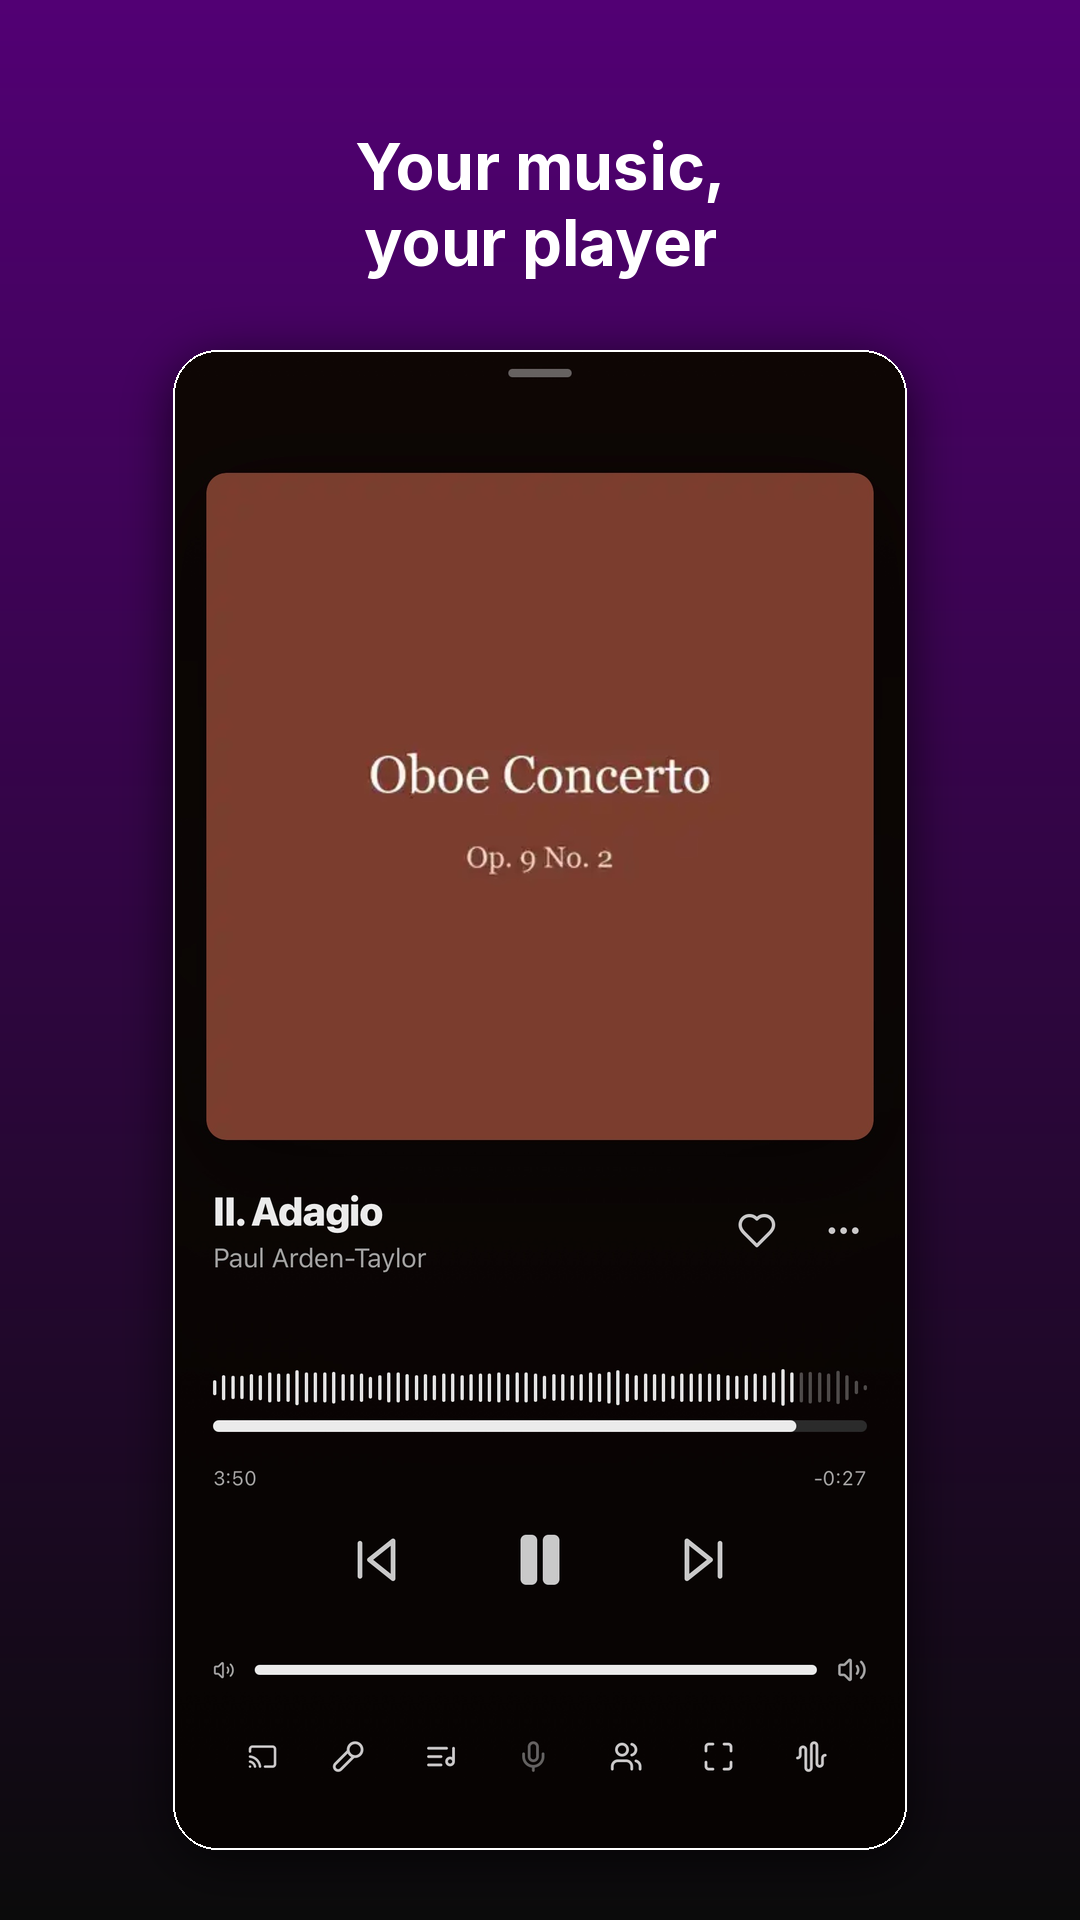 Your music,
your player
Oboe Concerto
Op. 9 No. 2
II. Adagio
Paul Arden-Taylor
3:50
-0:27